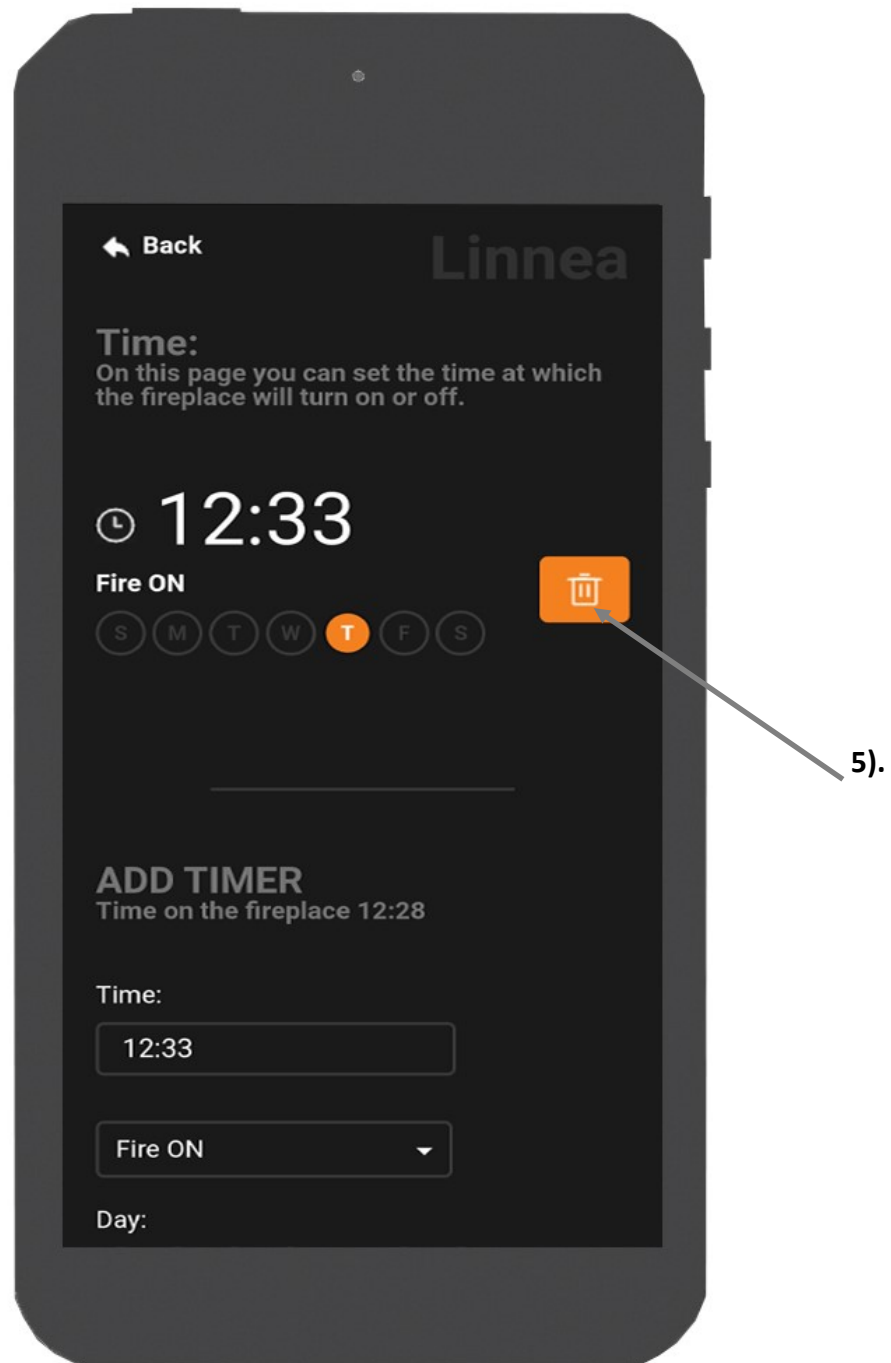 Back
Linnea
Time:
On this page you can set the time at which
the fireplace will turn on or off.
12:33
Fire ON
S M T W T F S
5).
ADD TIMER
Time on the fireplace 12:28
Time:
12:33
Fire ON
Day: